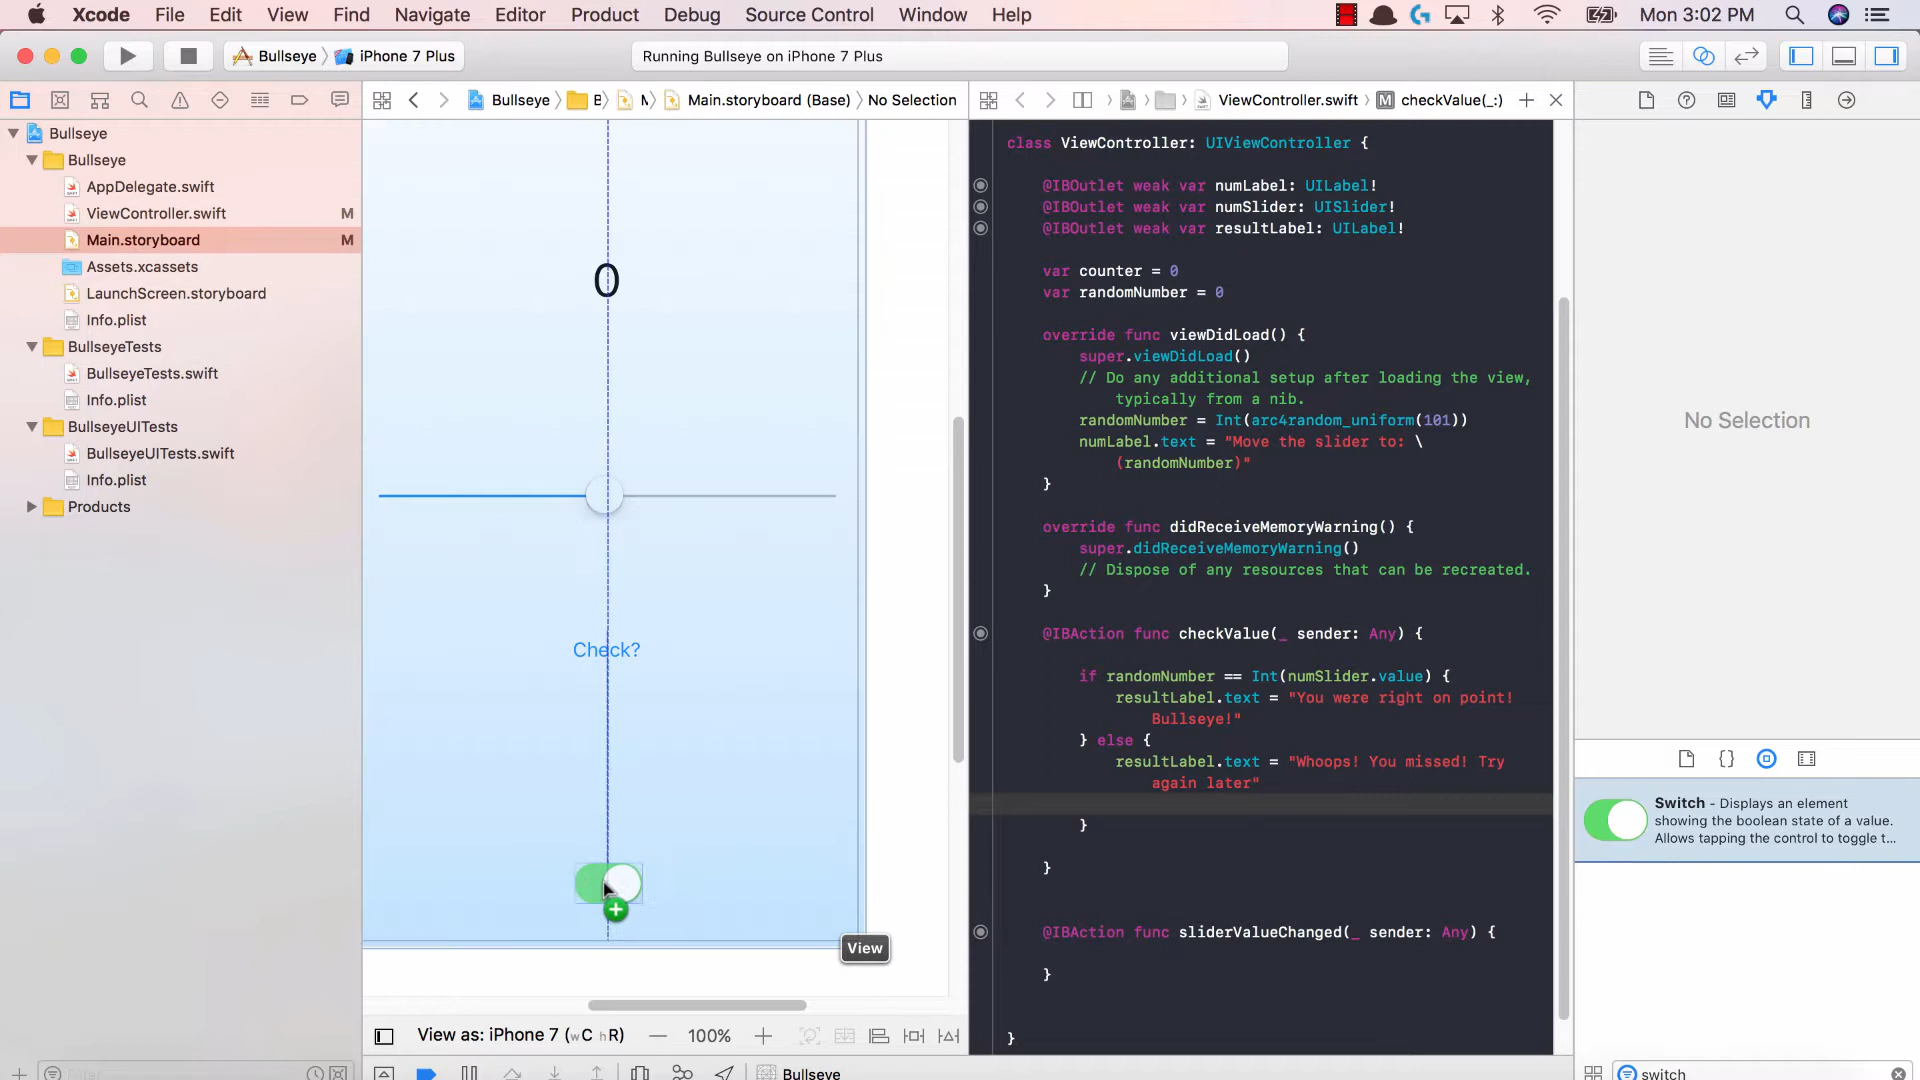 Xcode File Edit View Find Navigate Editor Product Debug Source Control Window Help Mon 3:02 PM
Bullseye iPhone 7 Plus Running Bullseye on iPhone 7 Plus
Bullseye B Main.storyboard (Base) No Selection ViewController.swift M checkValue(_:)
Bullseye
Bullseye
AppDelegate.swift
ViewController.swift M
Main.storyboard M
Assets.xcassets
LaunchScreen.storyboard
Info.plist
BullseyeTests
BullseyeTests.swift
Info.plist
BullseyeUITests
BullseyeUITests.swift
Info.plist
Products
0
Check?
View
View as: iPhone 7 (wC hR) — 100% +
Bullseye
class ViewController: UIViewController {
@IBOutlet weak var numLabel: UILabel!
@IBOutlet weak var numSlider: UISlider!
@IBOutlet weak var resultLabel: UILabel!
var counter = 0
var randomNumber = 0
override func viewDidLoad() {
super.viewDidLoad()
// Do any additional setup after loading the view,
typically from a nib.
randomNumber = Int(arc4random_uniform(101))
numLabel.text = "Move the slider to: \
(randomNumber)"
}
override func didReceiveMemoryWarning() {
super.didReceiveMemoryWarning()
// Dispose of any resources that can be recreated.
}
@IBAction func checkValue(_ sender: Any) {
if randomNumber == Int(numSlider.value) {
resultLabel.text = "You were right on point!
Bullseye!"
} else {
resultLabel.text = "Whoops! You missed! Try
again later"
}
}
@IBAction func sliderValueChanged(_ sender: Any) {
}
}
No Selection
Switch - Displays an element
showing the boolean state of a value.
Allows tapping the control to toggle t...
switch